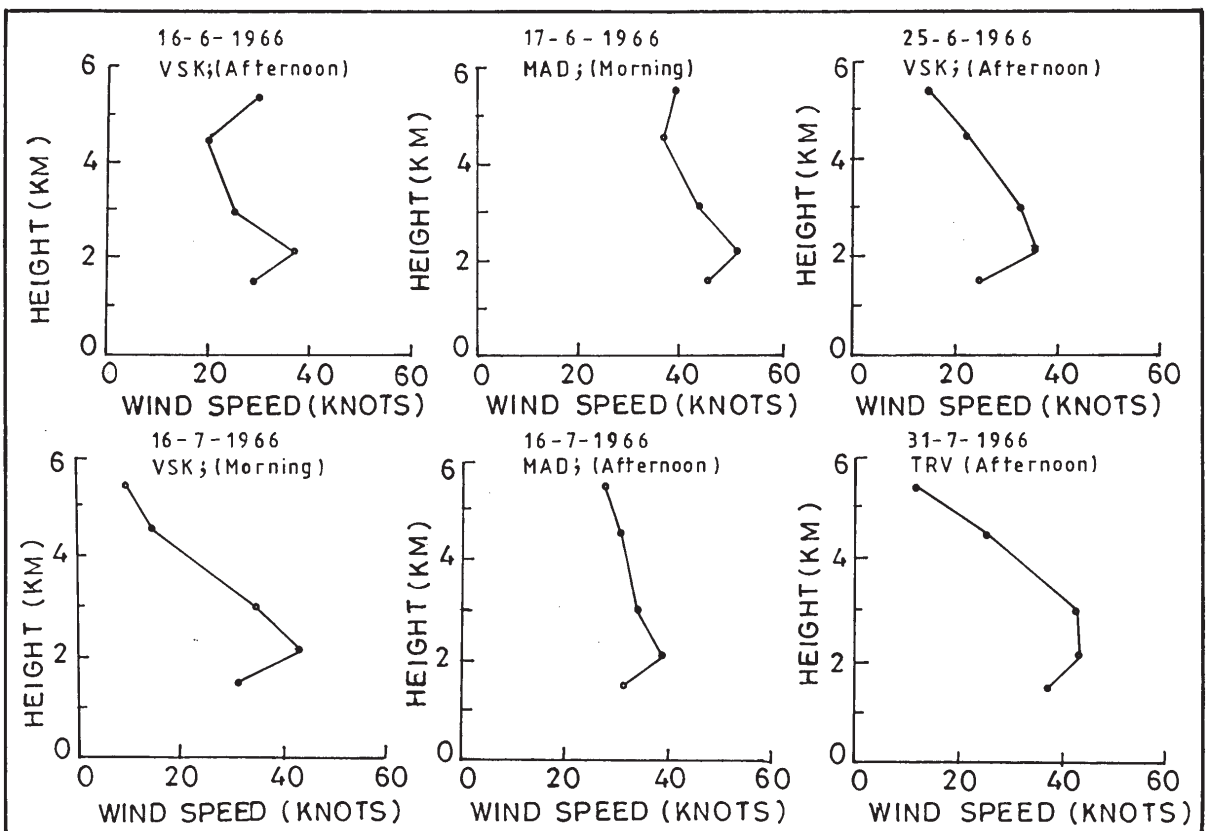 16-6-1966
VSK;(Afternoon)
6
4
2
0
HEIGHT(KM)
0 20 40 60
WIND SPEED(KNOTS)
17-6-1966
MAD;(Morning)
6
4
2
0
HEIGHT(KM)
0 20 40 60
WIND SPEED(KNOTS)
25-6-1966
VSK;(Afternoon)
6
4
2
0
HEIGHT(KM)
0 20 40 60
WIND SPEED(KNOTS)
16-7-1966
VSK;(Morning)
6
4
2
0
HEIGHT(KM)
0 20 40 60
WIND SPEED (KNOTS)
16-7-1966
MAD;(Afternoon)
6
4
2
0
HEIGHT(KM)
0 20 40 60
WIND SPEED (KNOTS)
31-7-1966
TRV (Afternoon)
6
4
2
0
HEIGHT(KM)
0 20 40 60
WIND SPEED (KNOTS)